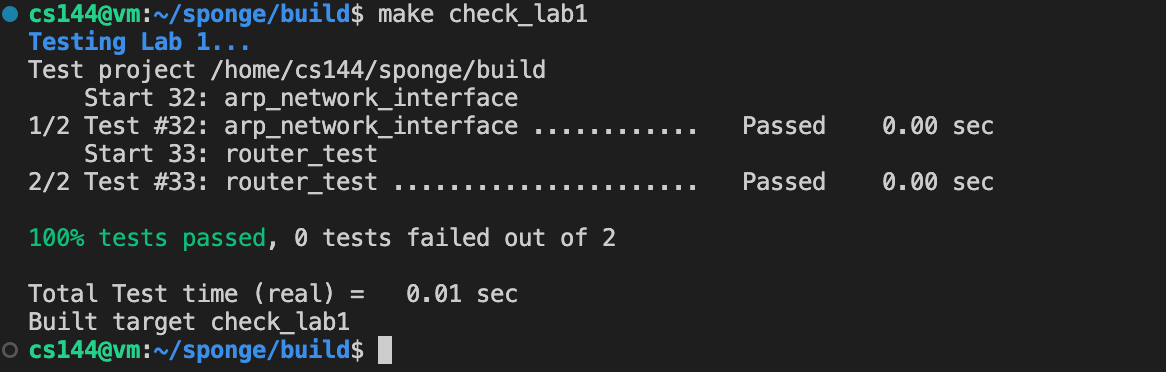 cs144@vm:~/sponge/build$ make check_lab1
Testing Lab 1...
Test project /home/cs144/sponge/build
    Start 32: arp_network_interface
1/2 Test #32: arp_network_interface ............   Passed    0.00 sec
    Start 33: router_test
2/2 Test #33: router_test ......................   Passed    0.00 sec

100% tests passed, 0 tests failed out of 2

Total Test time (real) =   0.01 sec
Built target check_lab1
cs144@vm:~/sponge/build$